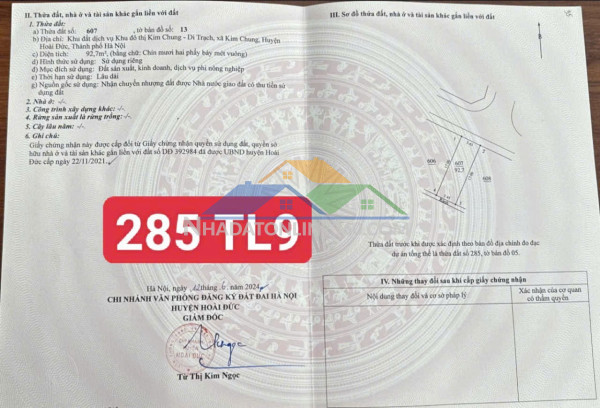 II. Thửa đất, nhà ở và tài sản khác gắn liền với đất
1. Thửa đất:
a) Thửa đất số: 607 , tờ bản đồ số: 13
b) Địa chỉ: Khu đất dịch vụ Khu đô thị Kim Chung - Di Trạch, xã Kim Chung, Huyện
Hoài Đức, Thành phố Hà Nội
c) Diện tích: 92,7m², (bằng chữ: Chín mươi hai phẩy bảy mét vuông)
d) Hình thức sử dụng: Sử dụng riêng
đ) Mục đích sử dụng: Đất sản xuất, kinh doanh, dịch vụ phi nông nghiệp
e) Thời hạn sử dụng: Lâu dài
g) Nguồn gốc sử dụng: Nhận chuyển nhượng đất được Nhà nước giao đất có thu tiền sử
dụng đất
2. Nhà ở: -/-
3. Công trình xây dựng khác: -/-
4. Rừng sản xuất là rừng trồng: -/-
5. Cây lâu năm: -/-
6. Ghi chú:
Giấy chứng nhận này được cấp đổi từ Giấy chứng nhận quyền sử dụng đất, quyền sở
hữu nhà ở và tài sản khác gắn liền với đất số DĐ 392984 đã được UBND huyện Hoài
Đức cấp ngày 22/11/2021
285 TL9
Hà Nội, ngày tháng năm 2024
CHI NHÁNH VĂN PHÒNG ĐĂNG KÝ ĐẤT ĐAI HÀ NỘI
HUYỆN HOÀI ĐỨC
GIÁM ĐỐC
Từ Thị Kim Ngọc
III. Sơ đồ thửa đất, nhà ở và tài sản khác gắn liền với đất
606
607
92.7
608
Thửa đất trước khi được xác định theo bản đồ địa chính đo đạc
dự án tổng thể là thửa đất số 285, tờ bản đồ 05.
IV. Những thay đổi sau khi cấp giấy chứng nhận
Nội dung thay đổi và cơ sở pháp lý
Xác nhận của cơ quan
có thẩm quyền